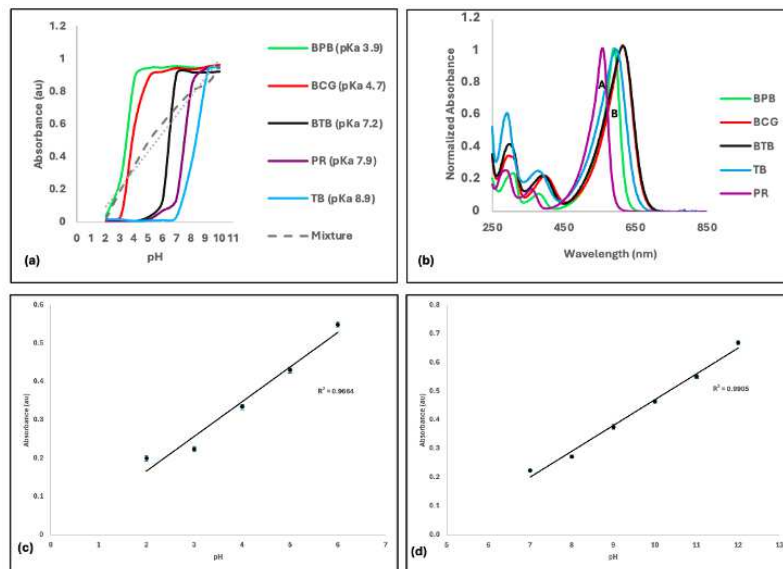 1.2
1
0.8
0.6
0.4
0.2
0
Absorbance (au)
0 1 2 3 4 5 6 7 8 9 10 11
pH
BPB (pKa 3.9)
BCG (pKa 4.7)
BTB (pKa 7.2)
PR (pKa 7.9)
TB (pKa 8.9)
Mixture
(a)
1.2
1
0.8
0.6
0.4
0.2
0
Normalized Absorbance
A
B
250 450 650 850
Wavelength (nm)
BPB
BCG
BTB
TB
PR
(b)
0.6
0.5
0.4
0.3
0.2
0.1
0
Absorbance (au)
R² = 0.9664
0 1 2 3 4 5 6 7
pH
(c)
0.8
0.7
0.6
0.5
0.4
0.3
0.2
0.1
0
Absorbance (au)
R² = 0.9905
5 6 7 8 9 10 11 12 13
pH
(d)